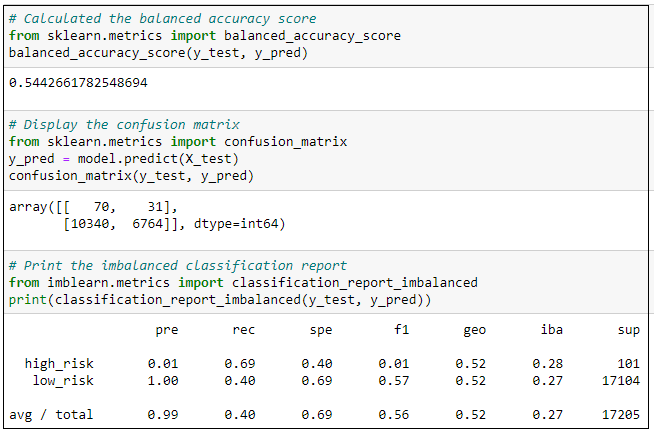 # Calculated the balanced accuracy score
from sklearn.metrics import balanced_accuracy_score
balanced_accuracy_score(y_test, y_pred)
0.5442661782548694
# Display the confusion matrix
from sklearn.metrics import confusion_matrix
y_pred = model.predict(X_test)
confusion_matrix(y_test, y_pred)
array([[   70,    31],
       [10340,  6764]], dtype=int64)
# Print the imbalanced classification report
from imblearn.metrics import classification_report_imbalanced
print(classification_report_imbalanced(y_test, y_pred))
                   pre       rec       spe        f1       geo       iba       sup
  high_risk       0.01      0.69      0.40      0.01      0.52      0.28       101
   low_risk       1.00      0.40      0.69      0.57      0.52      0.27     17104
avg / total       0.99      0.40      0.69      0.56      0.52      0.27     17205